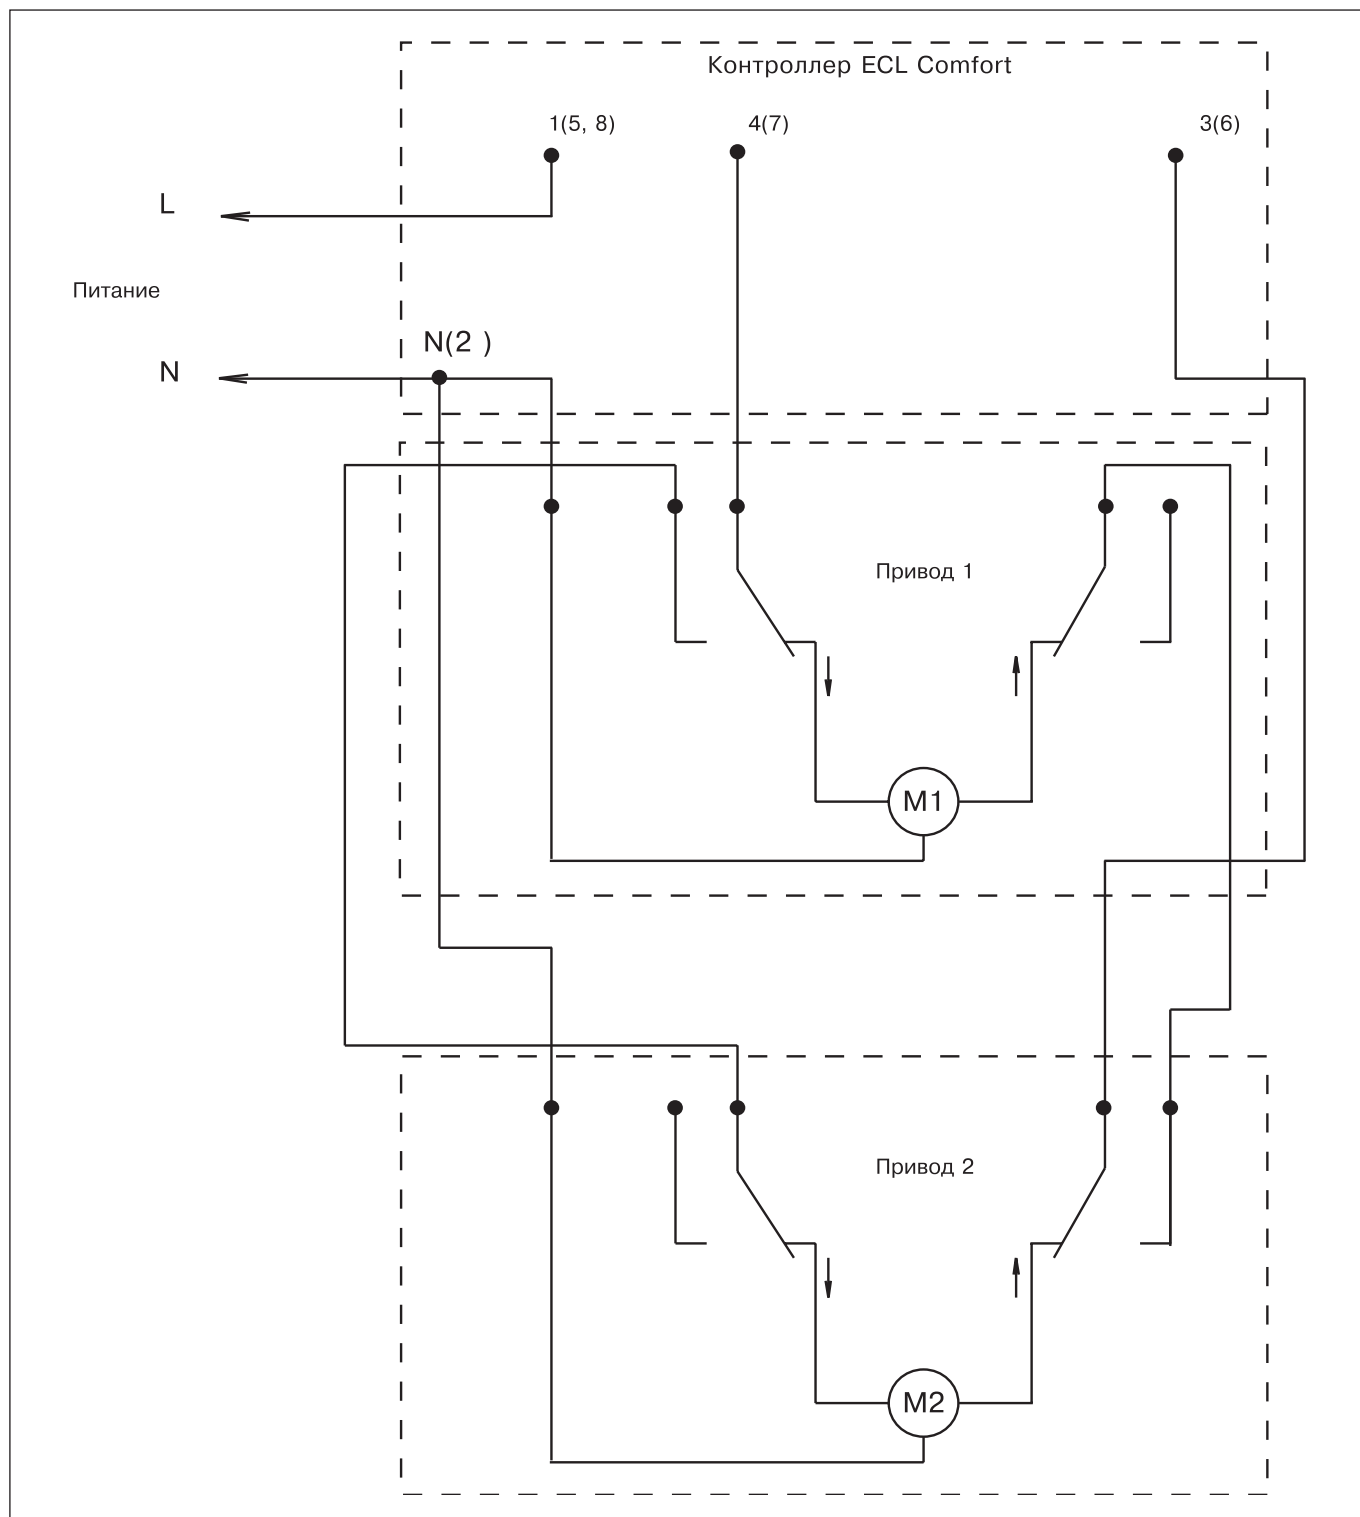 Контроллер ECL Comfort
1(5, 8)
4(7)
3(6)
L
Питание
N(2 )
N
Привод 1
M1
Привод 2
M2